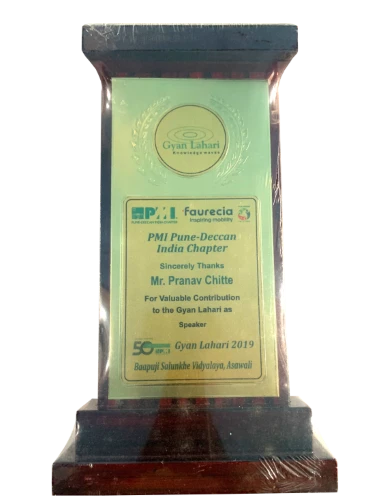 Gyan Lahari
Knowledge waves
PMI
faurecia
inspiring mobility
PMI Pune-Deccan
India Chapter
Sincerely Thanks
Mr. Pranav Chitte
For Valuable Contribution
to the Gyan Lahari as
Speaker
50
Gyan Lahari 2019
Baapuji Solunkhe Vidyalaya, Asawali